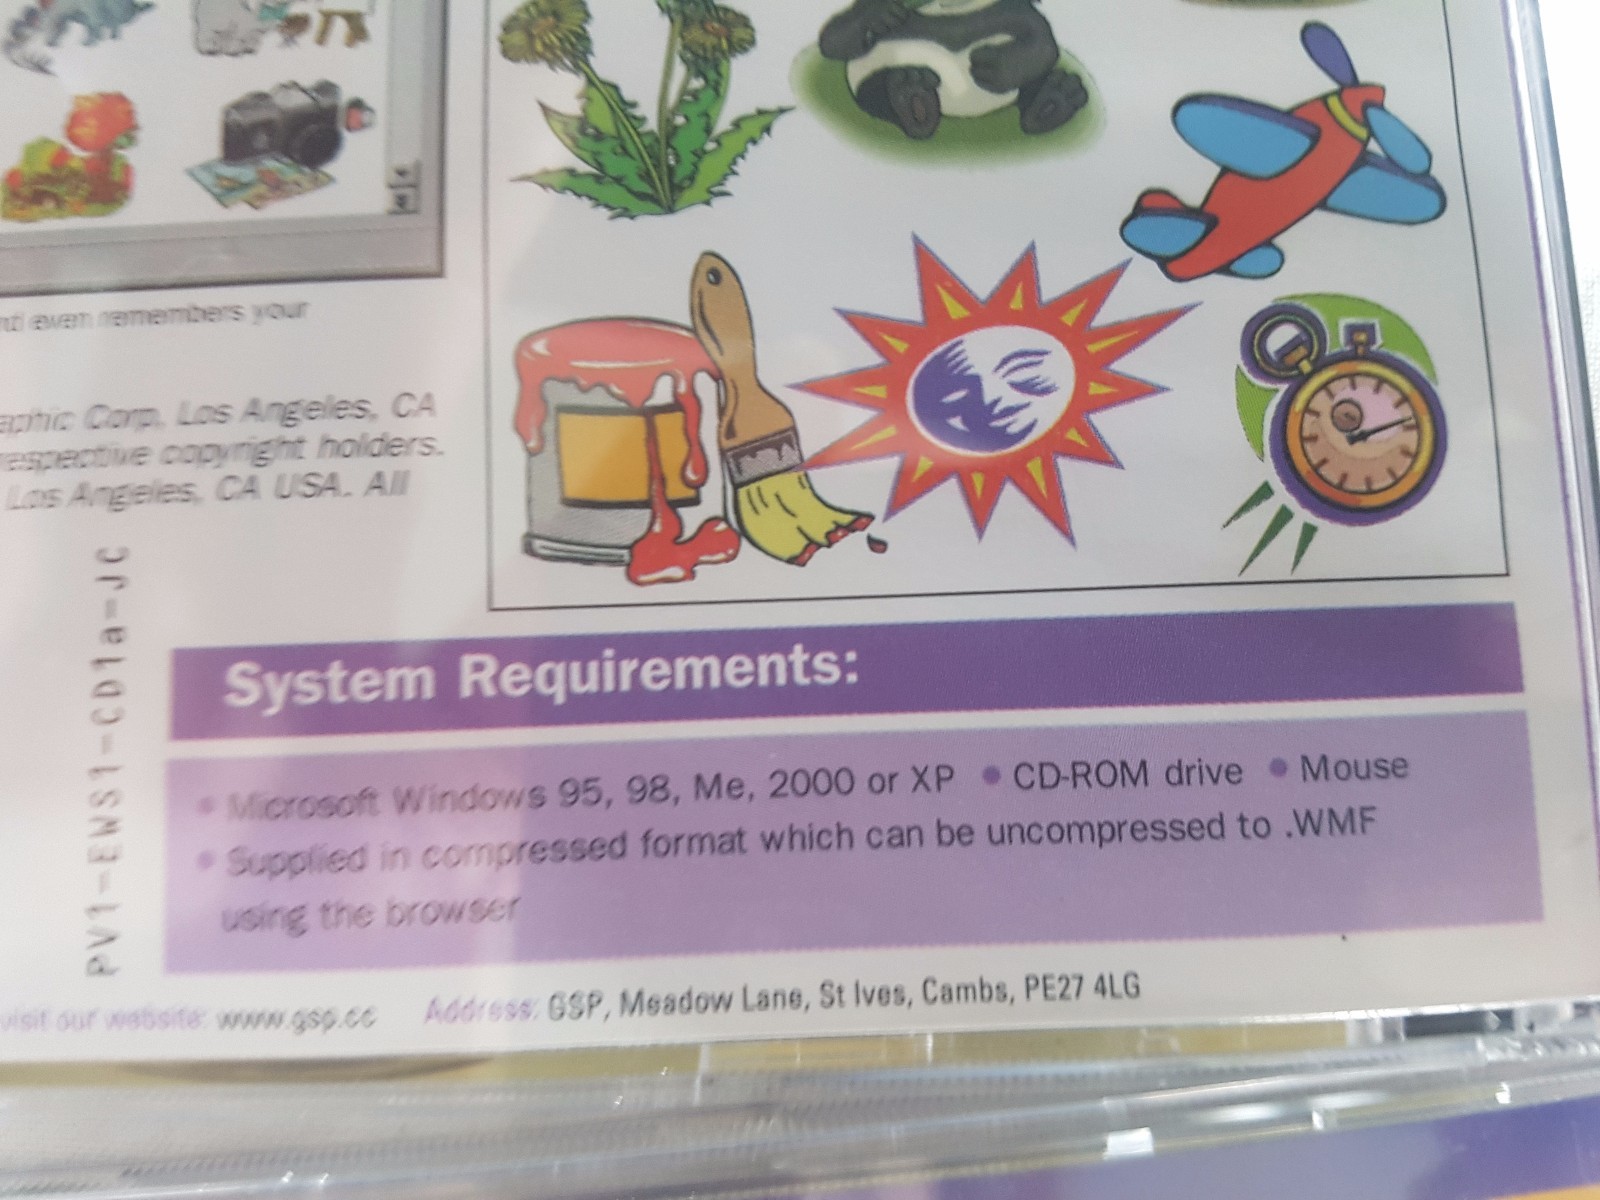 even remembers your
Corp, Los Angeles, CA
respective copyright holders.
Los Angeles, CA USA. All
PV1-EWS1-CD1a-JC
System Requirements:
• Microsoft Windows 95, 98, Me, 2000 or XP • CD-ROM drive • Mouse
• Supplied in compressed format which can be uncompressed to .WMF
using the browser
visit our website: www.gsp.cc Address: GSP, Meadow Lane, St Ives, Cambs, PE27 4LG